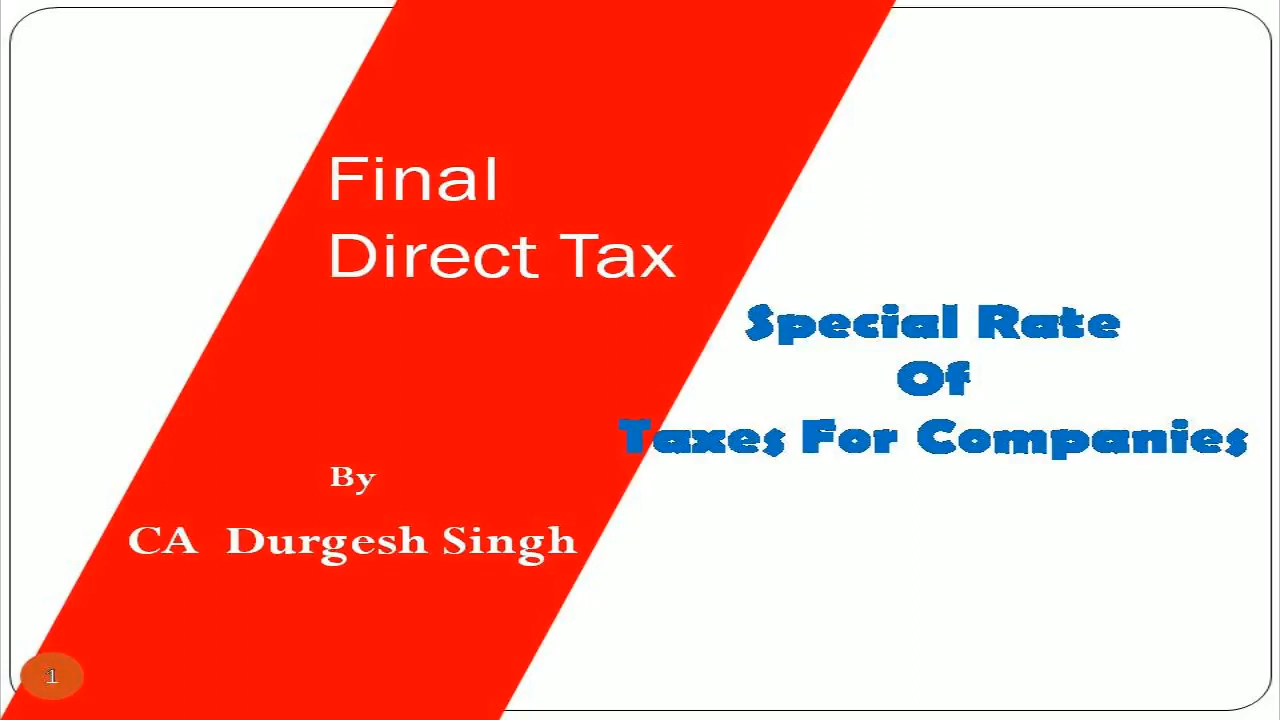 Final
Direct Tax
Special Rate
Of
Taxes For Companies
By
CA Durgesh Singh
1